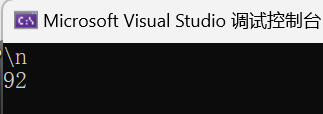 Microsoft Visual Studio 调试控制台
\n
92